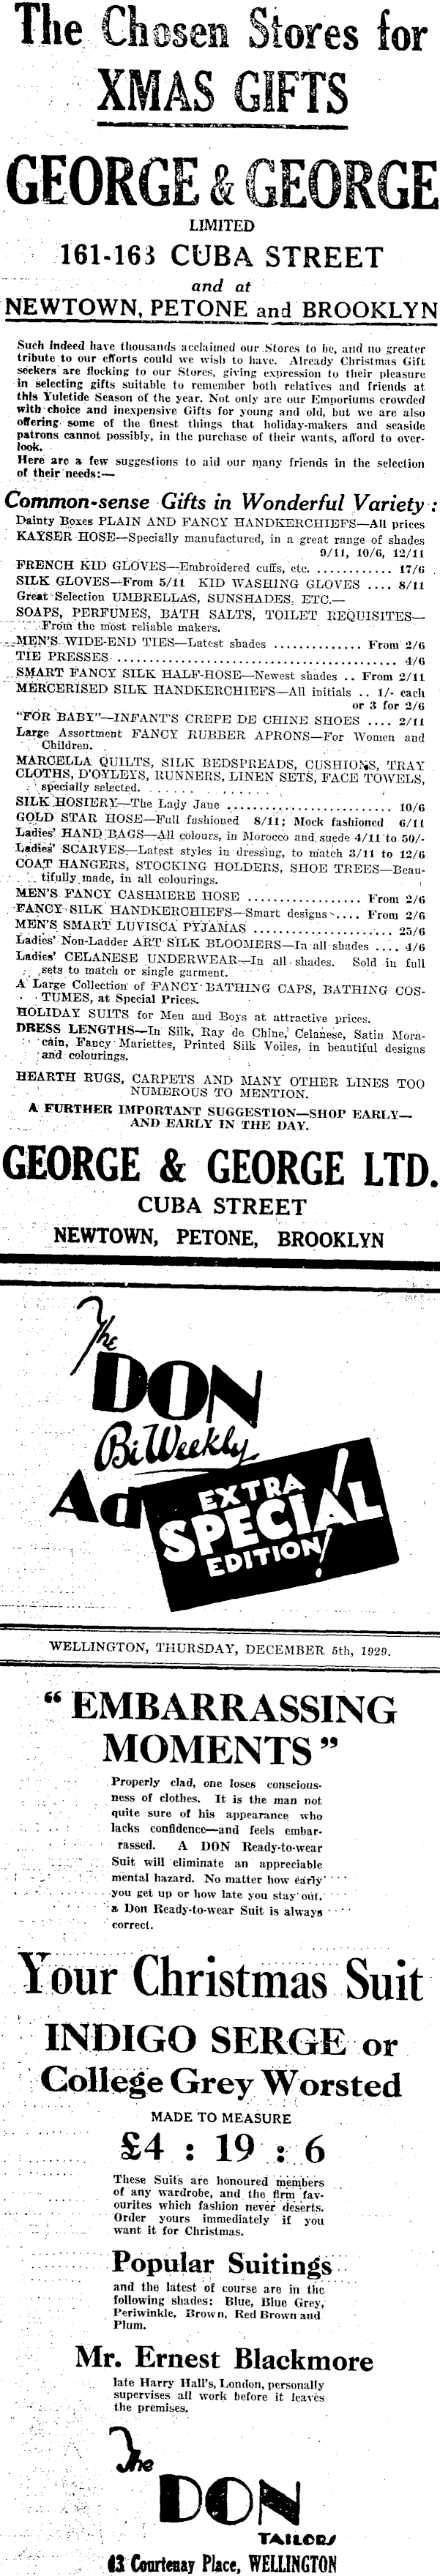 The Chosen Stores for
XMAS GIFTS
GEORGE & GEORGE
LIMITED
161-163 CUBA STREET
and at
NEWTOWN, PETONE and BROOKLYN
Such indeed have thousands acclaimed our Stores to be, and no greater
tribute to our efforts could we wish to have. Already Christmas Gift
seekers are flocking to our Stores, giving expression to their pleasure
in selecting gifts suitable to remember both relatives and friends at
this Yuletide Season of the year. Not only are our Emporiums crowded
with choice and inexpensive Gifts for young and old, but we are also
offering some of the finest things that holiday-makers and seaside
patrons cannot possibly, in the purchase of their wants, afford to over-
look.
Here are a few suggestions to aid our many friends in the selection
of their needs:—
Common-sense Gifts in Wonderful Variety :
Dainty Boxes PLAIN AND FANCY HANDKERCHIEFS—All prices
KAYSER HOSE—Specially manufactured, in a great range of shades
9/11, 10/6, 12/11
FRENCH KID GLOVES—Embroidered cuffs, etc. ............ 17/6
SILK GLOVES—From 5/11 KID WASHING GLOVES .... 8/11
Great Selection UMBRELLAS, SUNSHADES, ETC.—
SOAPS, PERFUMES, BATH SALTS, TOILET REQUISITES—
From the most reliable makers.
MEN'S WIDE-END TIES—Latest shades ............. From 2/6
TIE PRESSES ............................................. 4/6
SMART FANCY SILK HALF-HOSE—Newest shades .. From 2/11
MERCERISED SILK HANDKERCHIEFS—All initials .. 1/- each
or 3 for 2/6
"FOR BABY"—INFANT'S CREPE DE CHINE SHOES .... 2/11
Large Assortment FANCY RUBBER APRONS—For Women and
Children.
MARCELLA QUILTS, SILK BEDSPREADS, CUSHIONS, TRAY
CLOTHS, D'OYLEYS, RUNNERS, LINEN SETS, FACE TOWELS,
specially selected.
SILK HOSIERY—The Lady Jane ......................... 10/6
GOLD STAR HOSE—Full fashioned 8/11; Mock fashioned 6/11
Ladies' HAND BAGS—All colours, in Morocco and suede 4/11 to 50/-
Ladies' SCARVES—Latest styles in dressing, to match 3/11 to 12/6
COAT HANGERS, STOCKING HOLDERS, SHOE TREES—Beau-
tifully made, in all colourings.
MEN'S FANCY CASHMERE HOSE ................. From 2/6
FANCY SILK HANDKERCHIEFS—Smart designs .... From 2/6
MEN'S SMART LUVISCA PYJAMAS ..................... 25/6
Ladies' Non-Ladder ART SILK BLOOMERS—In all shades .... 4/6
Ladies' CELANESE UNDERWEAR—In all shades. Sold in full
sets to match or single garment.
A Large Collection of FANCY BATHING CAPS, BATHING COS-
TUMES, at Special Prices.
HOLIDAY SUITS for Men and Boys at attractive prices.
DRESS LENGTHS—In Silk, Ray de Chine, Celanese, Satin Mora-
cain, Fancy Mariettes, Printed Silk Voiles, in beautiful designs
and colourings.
HEARTH RUGS, CARPETS AND MANY OTHER LINES TOO
NUMEROUS TO MENTION.
A FURTHER IMPORTANT SUGGESTION—SHOP EARLY—
AND EARLY IN THE DAY.
GEORGE & GEORGE LTD.
CUBA STREET
NEWTOWN, PETONE, BROOKLYN
The
DON
Bi-Weekly
Ad
EXTRA
SPECIAL
EDITION!
WELLINGTON, THURSDAY, DECEMBER 5th, 1929.
"EMBARRASSING
MOMENTS"
Properly clad, one loses conscious-
ness of clothes. It is the man not
quite sure of his appearance who
lacks confidence—and feels embar-
rassed. A DON Ready-to-wear
Suit will eliminate an appreciable
mental hazard. No matter how early
you get up or how late you stay out,
a Don Ready-to-wear Suit is always
correct.
Your Christmas Suit
INDIGO SERGE or
College Grey Worsted
MADE TO MEASURE
£4 : 19 : 6
These Suits are honoured members
of any wardrobe, and the firm fav-
ourites which fashion never deserts.
Order yours immediately if you
want it for Christmas.
Popular Suitings
and the latest of course are in the
following shades: Blue, Blue Grey,
Periwinkle, Brown, Red Brown and
Plum.
Mr. Ernest Blackmore
late Harry Hall's, London, personally
supervises all work before it leaves
the premises.
The
DON
TAILORS
43 Courtenay Place, WELLINGTON